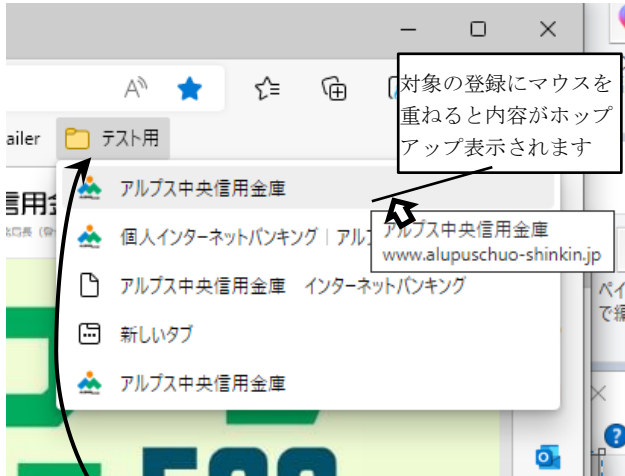 対象の登録にマウスを
重ねると内容がホップ
アップ表示されます
ailer
テスト用
アルプス中央信用金庫
個人インターネットバンキング｜アルプ
アルプス中央信用金庫
www.alupuschuo-shinkin.jp
アルプス中央信用金庫　インターネットバンキング
新しいタブ
アルプス中央信用金庫
信用金
ペイ
で編